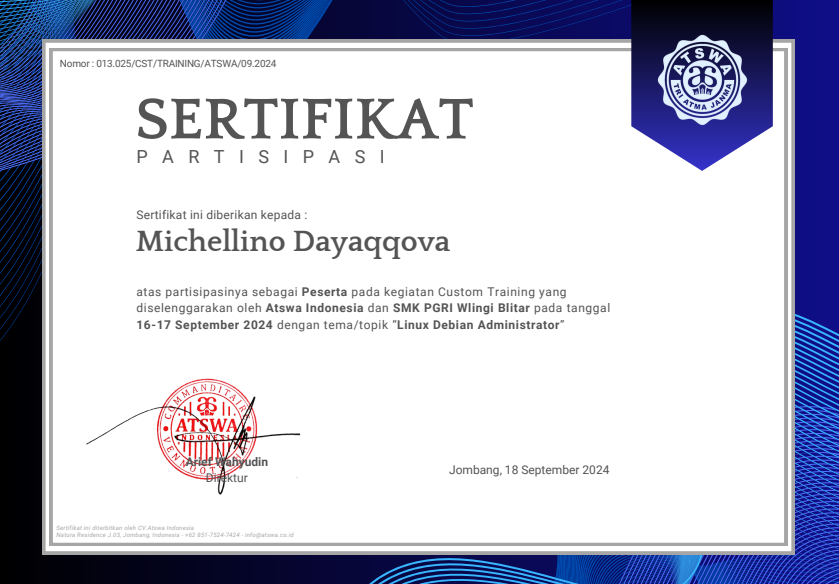 Nomor : 013.025/CST/TRAINING/ATSWA/09.2024
ATSWA
as
TRI ATMA JANMA
SERTIFIKAT
PARTISIPASI
Sertifikat ini diberikan kepada :
Michellino Dayaqqova
atas partisipasinya sebagai Peserta pada kegiatan Custom Training yang
diselenggarakan oleh Atswa Indonesia dan SMK PGRI Wlingi Blitar pada tanggal
16-17 September 2024 dengan tema/topik "Linux Debian Administrator"
COMMANDITAIRE
as
ATSWA
INDONESIA
VENNOOTSCHAP
Arief Wahyudin
Direktur
Jombang, 18 September 2024
Sertifikat ini diterbitkan oleh CV.Atswa Indonesia
Natura Residence J.05, Jombang, Indonesia - +62 851-7524-7424 - info@atswa.co.id